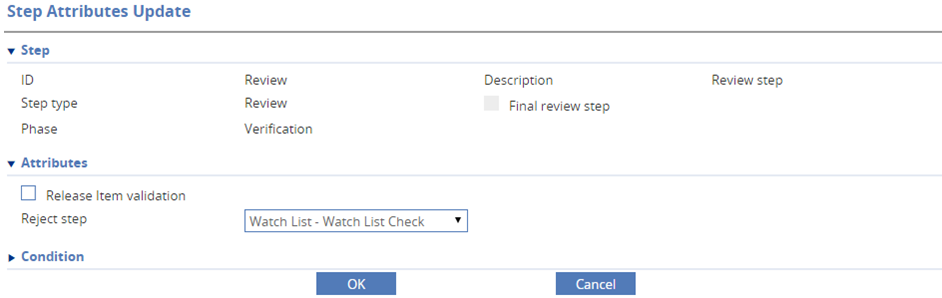 Step Attributes Update
Step
ID Review Description Review step
Step type Review Final review step
Phase Verification
Attributes
Release Item validation
Reject step Watch List - Watch List Check
Condition
OK Cancel